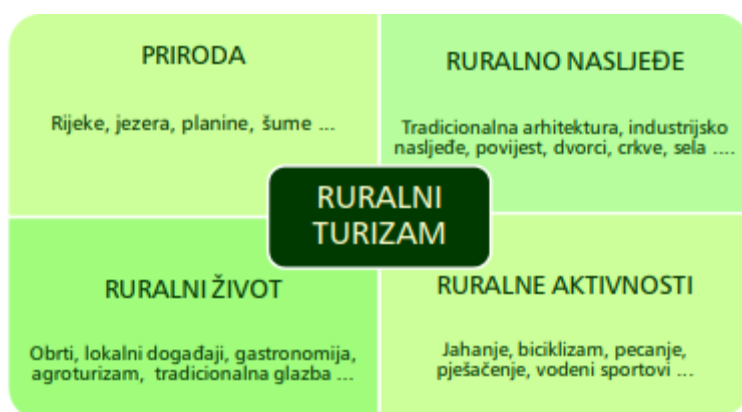 PRIRODA
Rijeke, jezera, planine, šume ...
RURALNO NASLJEĐE
Tradicionalna arhitektura, industrijsko
nasljeđe, povijest, dvorci, crkve, sela ....
RURALNI
TURIZAM
RURALNI ŽIVOT
Obrti, lokalni događaji, gastronomija,
agroturizam, tradicionalna glazba ...
RURALNE AKTIVNOSTI
Jahanje, biciklizam, pecanje,
pješačenje, vodeni sportovi ...